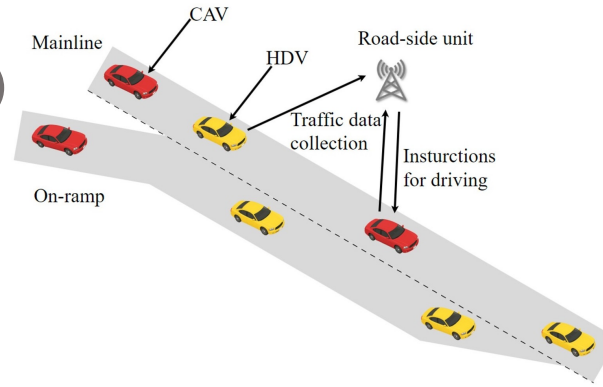 CAV
Mainline
HDV
Road-side unit
Traffic data
collection
Insturctions
for driving
On-ramp